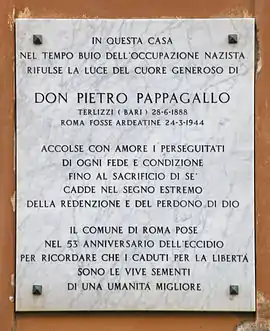 IN QUESTA CASA
NEL TEMPO BUIO DELL'OCCUPAZIONE NAZISTA
RIFULSE LA LUCE DEL CUORE GENEROSO DI
DON PIETRO PAPPAGALLO
TERLIZZI (BARI) 28-6-1888
ROMA FOSSE ARDEATINE 24-3-1944
ACCOLSE CON AMORE I PERSEGUITATI
DI OGNI FEDE E CONDIZIONE
FINO AL SACRIFICIO DI SE'
CADDE NEL SEGNO ESTREMO
DELLA REDENZIONE E DEL PERDONO DI DIO
IL COMUNE DI ROMA POSE
NEL 53° ANNIVERSARIO DELL'ECCIDIO
PER RICORDARE CHE I CADUTI PER LA LIBERTÀ
SONO LE VIVE SEMENTI
DI UNA UMANITÀ MIGLIORE